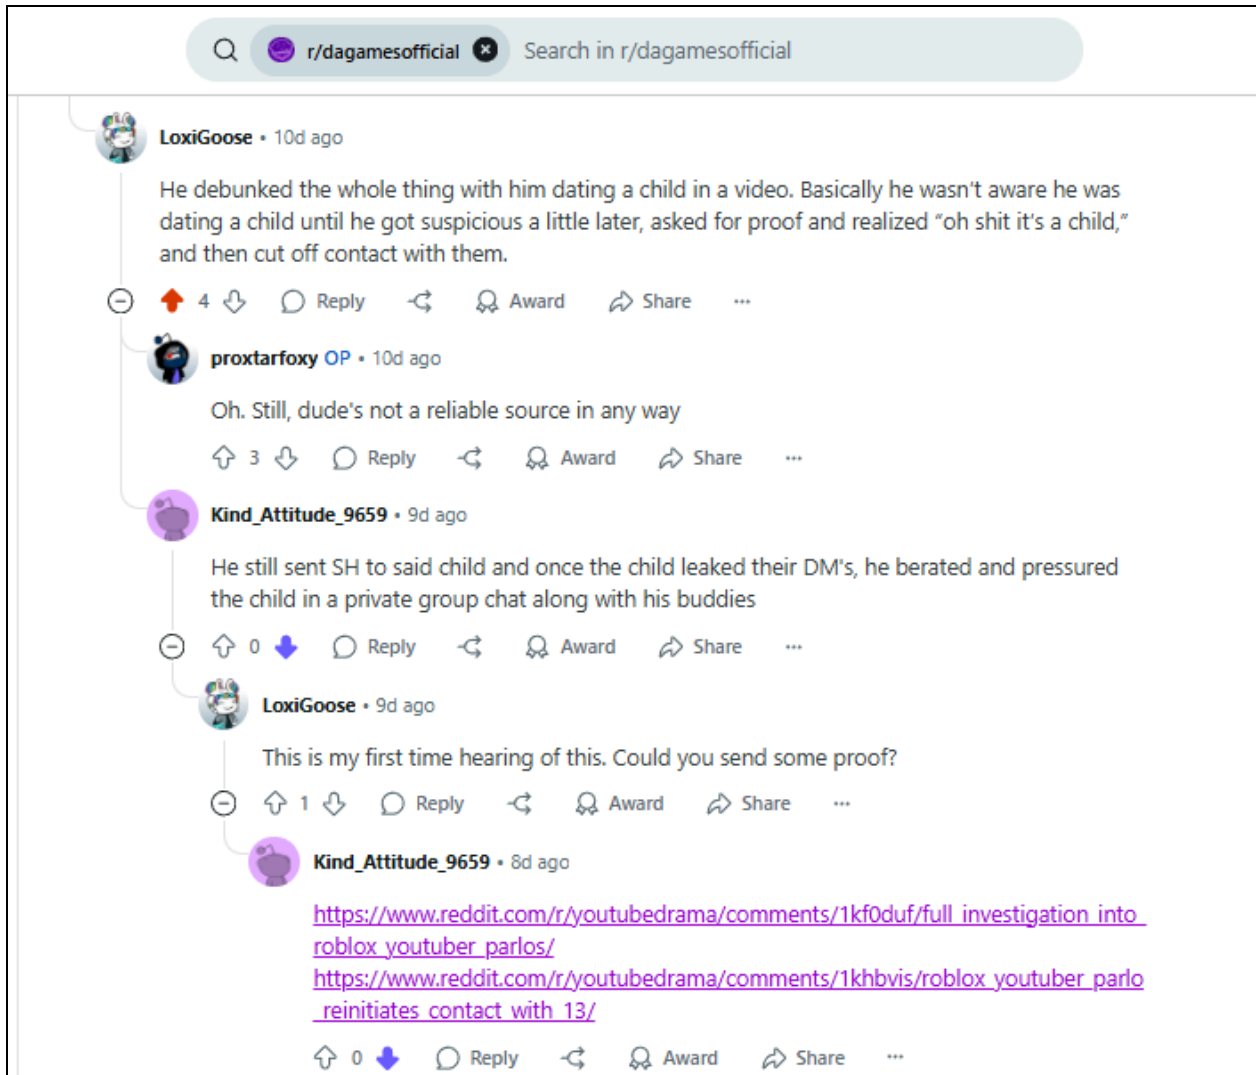 r/dagamesofficial Search in r/dagamesofficial
LoxiGoose • 10d ago
He debunked the whole thing with him dating a child in a video. Basically he wasn't aware he was
dating a child until he got suspicious a little later, asked for proof and realized “oh shit it's a child,”
and then cut off contact with them.
4 Reply Award Share ...
proxtarfoxy OP • 10d ago
Oh. Still, dude's not a reliable source in any way
3 Reply Award Share ...
Kind_Attitude_9659 • 9d ago
He still sent SH to said child and once the child leaked their DM's, he berated and pressured
the child in a private group chat along with his buddies
0 Reply Award Share ...
LoxiGoose • 9d ago
This is my first time hearing of this. Could you send some proof?
1 Reply Award Share ...
Kind_Attitude_9659 • 8d ago
https://www.reddit.com/r/youtubedrama/comments/1kf0duf/full_investigation_into_
roblox_youtuber_parlos/
https://www.reddit.com/r/youtubedrama/comments/1khbvis/roblox_youtuber_parlo
_reinitiates_contact_with_13/
0 Reply Award Share ...